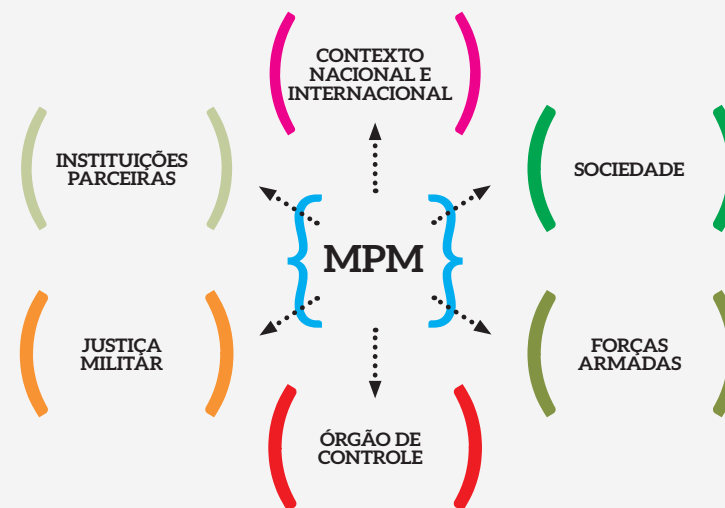 CONTEXTO
NACIONAL E
INTERNACIONAL
INSTITUIÇÕES
PARCEIRAS
SOCIEDADE
MPM
JUSTIÇA
MILITAR
FORÇAS
ARMADAS
ÓRGÃO DE
CONTROLE